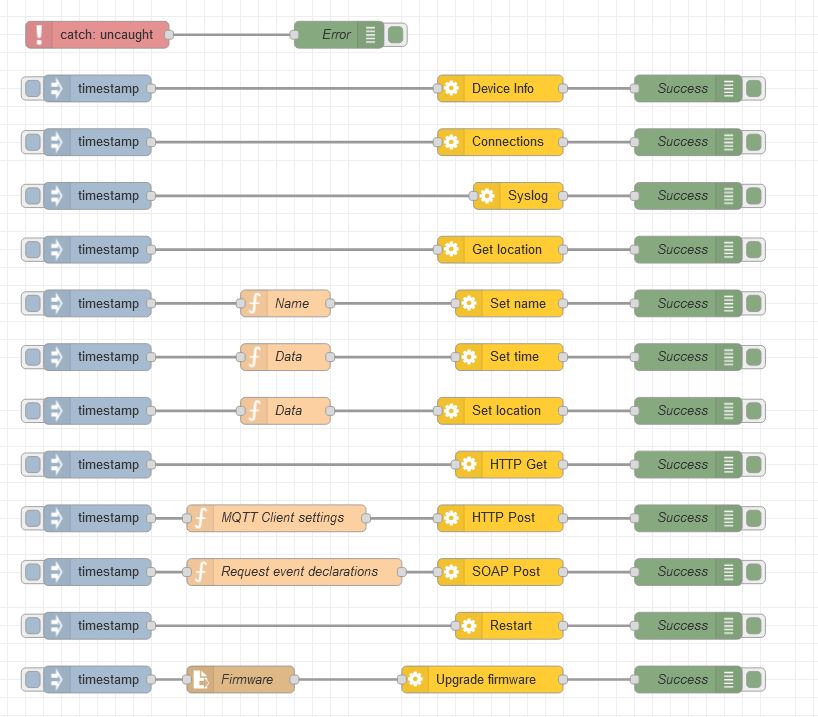 catch: uncaught Error
timestamp Device Info Success
timestamp Connections Success
timestamp Syslog Success
timestamp Get location Success
timestamp Name Set name Success
timestamp Data Set time Success
timestamp Data Set location Success
timestamp HTTP Get Success
timestamp MQTT Client settings HTTP Post Success
timestamp Request event declarations SOAP Post Success
timestamp Restart Success
timestamp Firmware Upgrade firmware Success